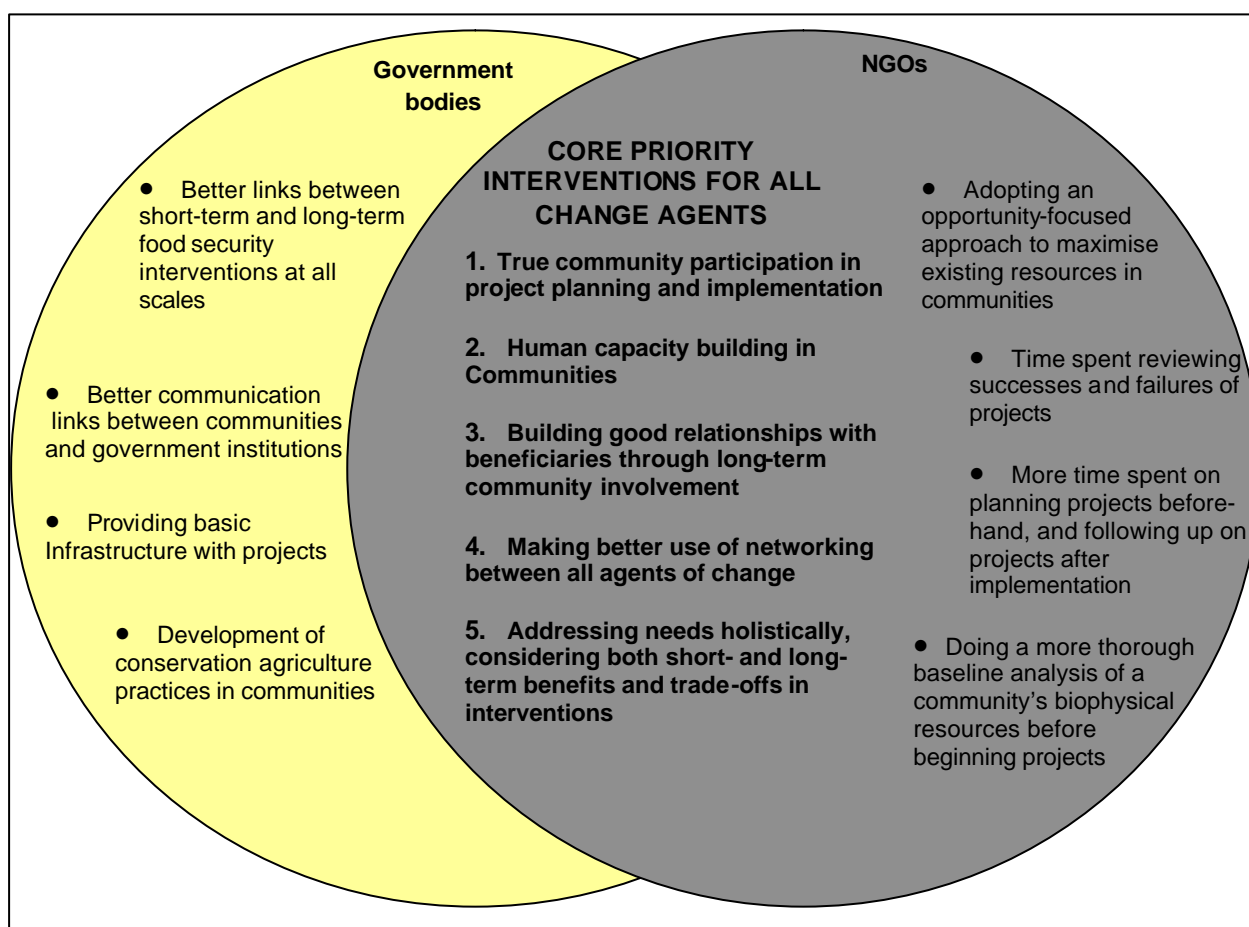 Government
bodies
● Better links between
short-term and long-term
food security
interventions at all
scales
● Better communication
links between communities
and government institutions
● Providing basic
Infrastructure with projects
● Development of
conservation agriculture
practices in communities
CORE PRIORITY
INTERVENTIONS FOR ALL
CHANGE AGENTS
1. True community participation in
project planning and implementation
2. Human capacity building in
Communities
3. Building good relationships with
beneficiaries through long-term
community involvement
4. Making better use of networking
between all agents of change
5. Addressing needs holistically,
considering both short- and long-
term benefits and trade-offs in
interventions
NGOs
● Adopting an
opportunity-focused
approach to maximise
existing resources in
communities
● Time spent reviewing
successes and failures of
projects
● More time spent on
planning projects before-
hand, and following up on
projects after
implementation
● Doing a more thorough
baseline analysis of a
community’s biophysical
resources before
beginning projects